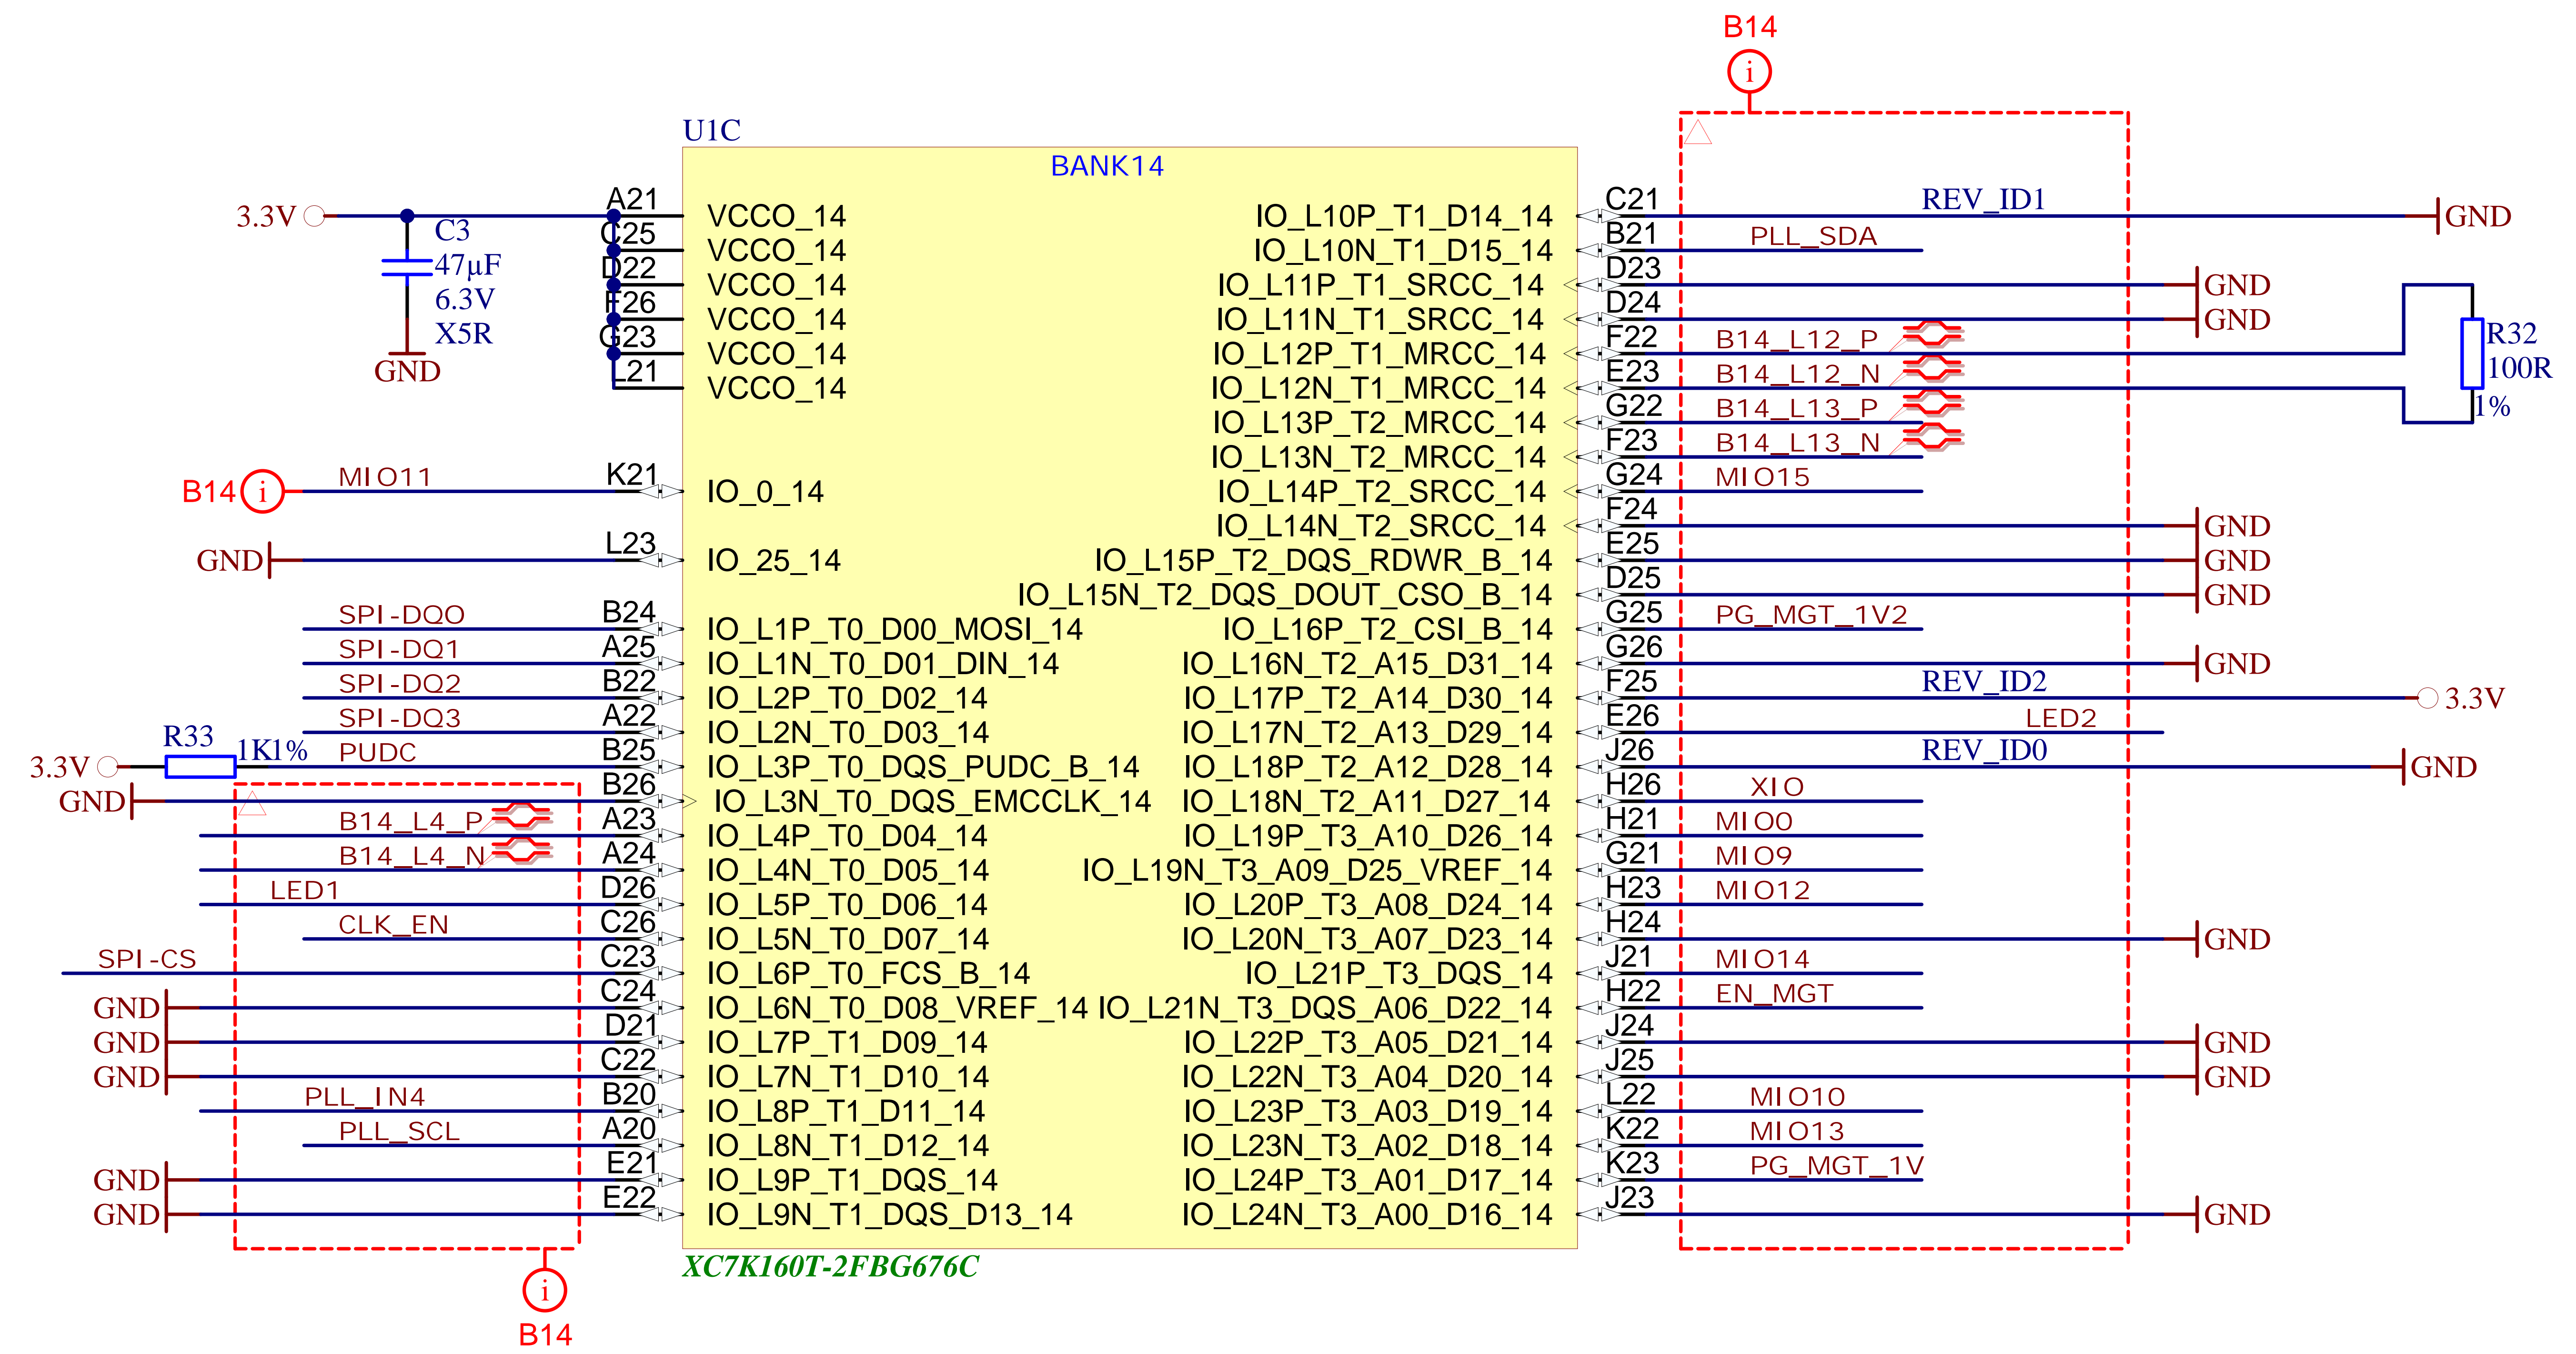 B14
i
U1C
BANK14
3.3V
C3
47µF
6.3V
X5R
GND
A21 VCCO_14
C25 VCCO_14
D22 VCCO_14
F26 VCCO_14
G23 VCCO_14
L21 VCCO_14
B14 i MIO11 K21 IO_0_14
GND L23 IO_25_14
SPI-DQ0 B24 IO_L1P_T0_D00_MOSI_14
SPI-DQ1 A25 IO_L1N_T0_D01_DIN_14
SPI-DQ2 B22 IO_L2P_T0_D02_14
SPI-DQ3 A22 IO_L2N_T0_D03_14
3.3V R33 1K1% PUDC B25 IO_L3P_T0_DQS_PUDC_B_14
GND B26 IO_L3N_T0_DQS_EMCCLK_14
B14_L4_P A23 IO_L4P_T0_D04_14
B14_L4_N A24 IO_L4N_T0_D05_14
LED1 D26 IO_L5P_T0_D06_14
CLK_EN C26 IO_L5N_T0_D07_14
SPI-CS C23 IO_L6P_T0_FCS_B_14
GND C24 IO_L6N_T0_D08_VREF_14
GND D21 IO_L7P_T1_D09_14
GND C22 IO_L7N_T1_D10_14
PLL_IN4 B20 IO_L8P_T1_D11_14
PLL_SCL A20 IO_L8N_T1_D12_14
GND E21 IO_L9P_T1_DQS_14
GND E22 IO_L9N_T1_DQS_D13_14
IO_L10P_T1_D14_14 C21 REV_ID1 GND
IO_L10N_T1_D15_14 B21 PLL_SDA
IO_L11P_T1_SRCC_14 D23 GND
IO_L11N_T1_SRCC_14 D24 GND
IO_L12P_T1_MRCC_14 F22 B14_L12_P
IO_L12N_T1_MRCC_14 E23 B14_L12_N
R32
100R
1%
IO_L13P_T2_MRCC_14 G22 B14_L13_P
IO_L13N_T2_MRCC_14 F23 B14_L13_N
IO_L14P_T2_SRCC_14 G24 MIO15
IO_L14N_T2_SRCC_14 F24 GND
IO_L15P_T2_DQS_RDWR_B_14 E25 GND
IO_L15N_T2_DQS_DOUT_CSO_B_14 D25 GND
IO_L16P_T2_CSI_B_14 G25 PG_MGT_1V2
IO_L16N_T2_A15_D31_14 G26 GND
IO_L17P_T2_A14_D30_14 F25 REV_ID2 3.3V
IO_L17N_T2_A13_D29_14 E26 LED2
IO_L18P_T2_A12_D28_14 J26 REV_ID0 GND
IO_L18N_T2_A11_D27_14 H26 XIO
IO_L19P_T3_A10_D26_14 H21 MIO0
IO_L19N_T3_A09_D25_VREF_14 G21 MIO9
IO_L20P_T3_A08_D24_14 H23 MIO12
IO_L20N_T3_A07_D23_14 H24 GND
IO_L21P_T3_DQS_14 J21 MIO14
IO_L21N_T3_DQS_A06_D22_14 H22 EN_MGT
IO_L22P_T3_A05_D21_14 J24 GND
IO_L22N_T3_A04_D20_14 J25 GND
IO_L23P_T3_A03_D19_14 L22 MIO10
IO_L23N_T3_A02_D18_14 K22 MIO13
IO_L24P_T3_A01_D17_14 K23 PG_MGT_1V
IO_L24N_T3_A00_D16_14 J23 GND
XC7K160T-2FBG676C
i
B14